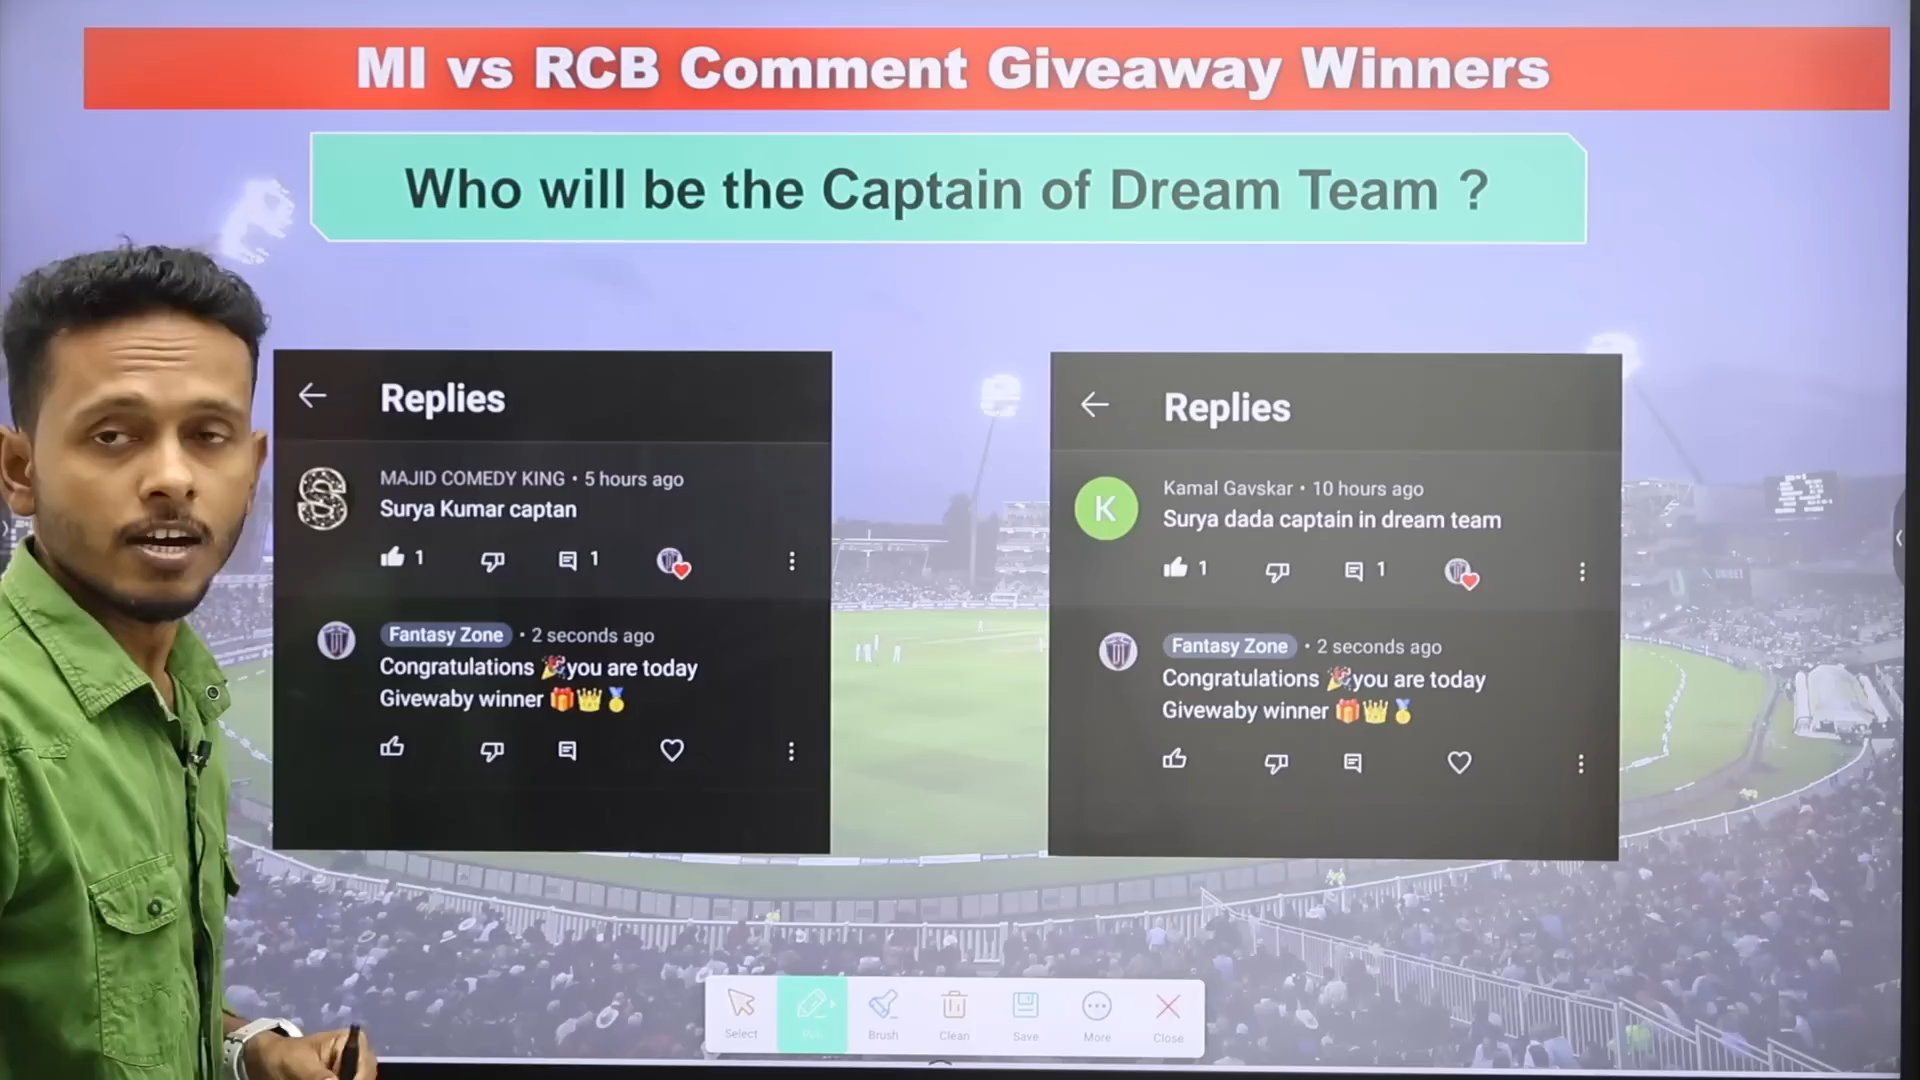 MI vs RCB Comment Giveaway Winners
Who will be the Captain of Dream Team ?
Replies
MAJID COMEDY KING • 5 hours ago
Surya Kumar captan
1
1
Fantasy Zone • 2 seconds ago
Congratulations 🎉you are today
Givewaby winner 🎁👑🏅
Replies
K
Kamal Gavskar • 10 hours ago
Surya dada captain in dream team
1
1
Fantasy Zone • 2 seconds ago
Congratulations 🎉you are today
Givewaby winner 🎁👑🏅
Select
Pen
Brush
Clean
Save
More
Close